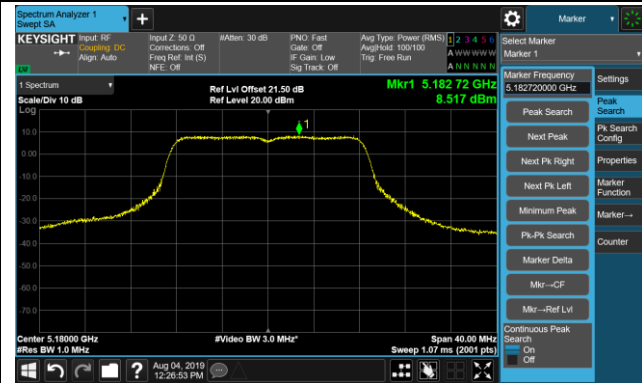 Spectrum Analyzer 1
Swept SA
Marker
KEYSIGHT
Input: RF
Coupling: DC
Align: Auto
Input Z: 50 Ω
Corrections: Off
Freq Ref: Int (S)
NFE: Off
#Atten: 30 dB
PNO: Fast
Gate: Off
IF Gain: Low
Sig Track: Off
Avg Type: Power (RMS)
Avg|Hold: 100/100
Trig: Free Run
1 2 3 4 5 6
A W W W W W
A N N N N N
Select Marker
Marker 1
LXI
1 Spectrum
Scale/Div 10 dB
Ref Lvl Offset 21.50 dB
Ref Level 20.00 dBm
Mkr1 5.182 72 GHz
8.517 dBm
Log
10.0
0.00
-10.0
-20.0
-30.0
-40.0
-50.0
-60.0
-70.0
1
Center 5.18000 GHz
#Res BW 1.0 MHz
#Video BW 3.0 MHz*
Span 40.00 MHz
Sweep 1.07 ms (2001 pts)
Marker Frequency
5.182720000 GHz
Peak Search
Next Peak
Next Pk Right
Next Pk Left
Minimum Peak
Pk-Pk Search
Marker Delta
Mkr→CF
Mkr→Ref Lvl
Continuous Peak
Search
On
Off
Settings
Peak
Search
Pk Search
Config
Properties
Marker
Function
Marker→
Counter
Aug 04, 2019
12:26:53 PM